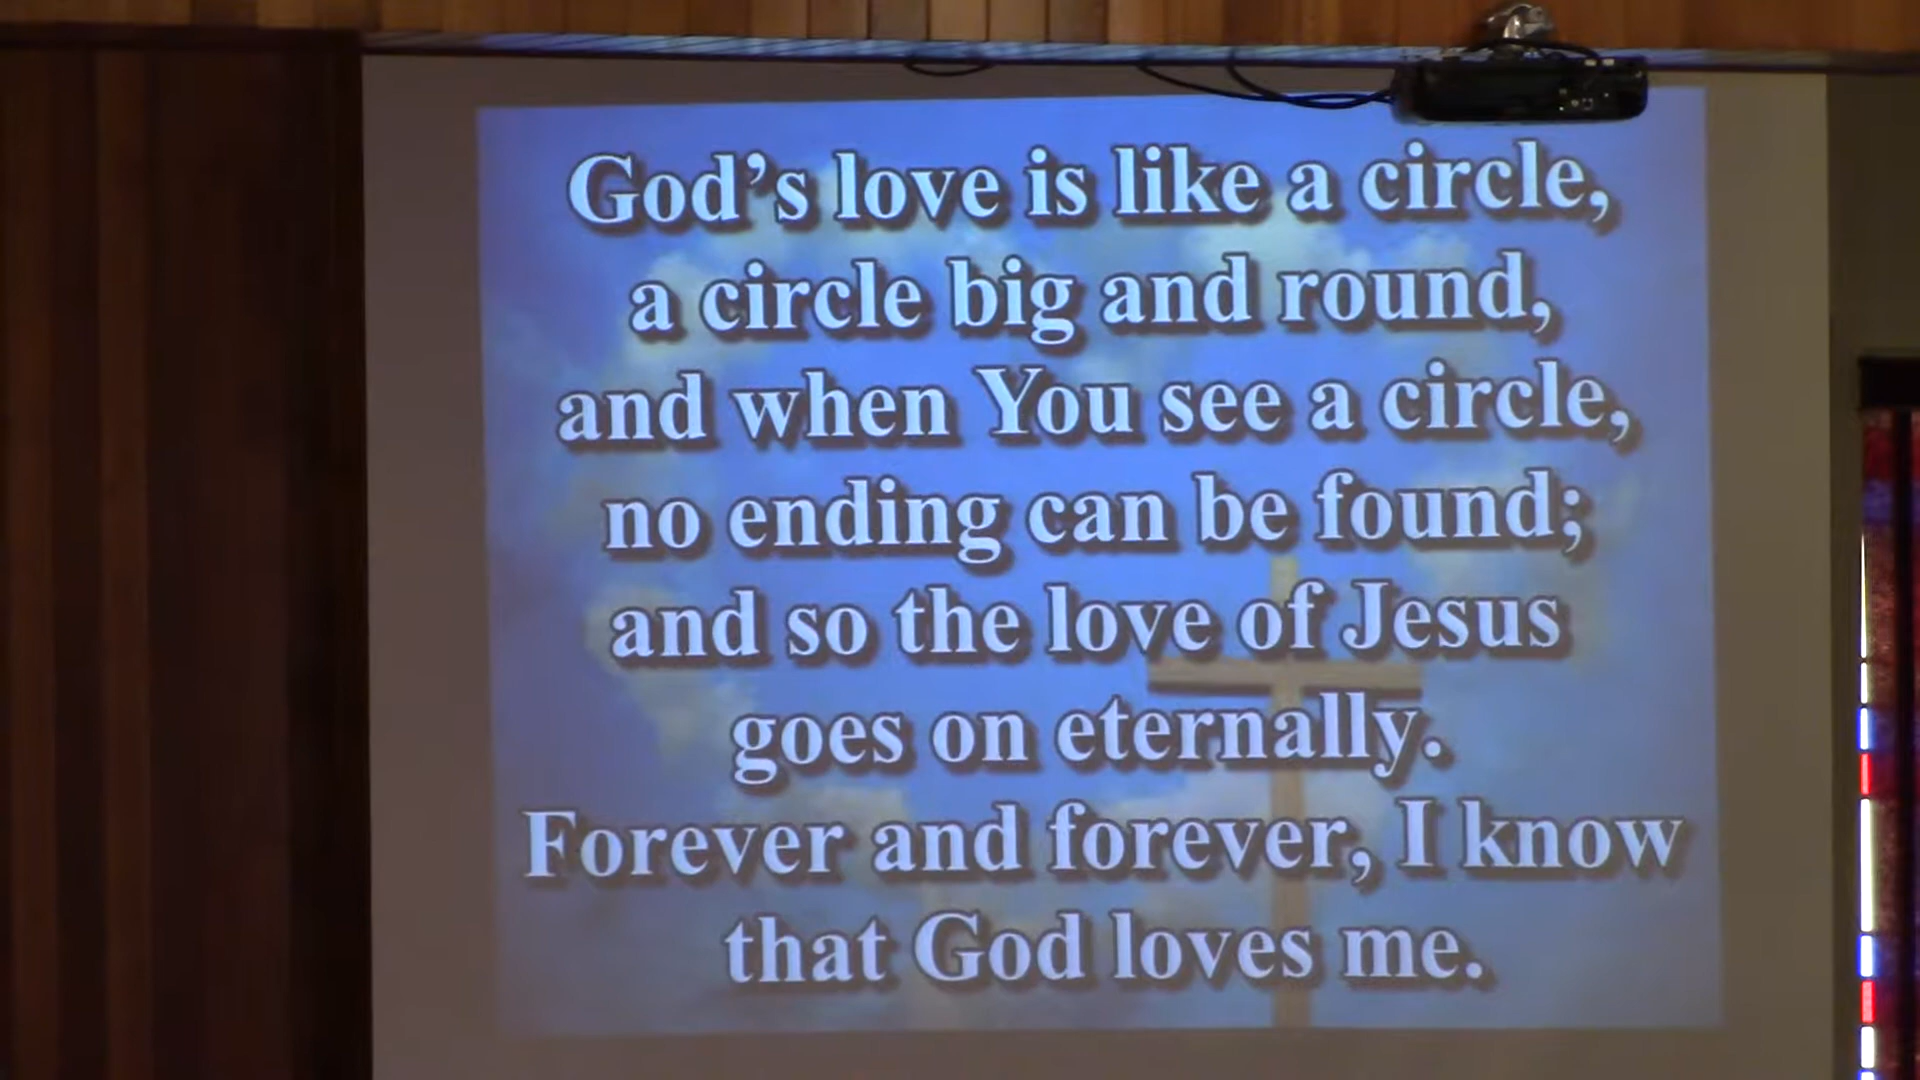 God’s love is like a circle,
a circle big and round,
and when You see a circle,
no ending can be found;
and so the love of Jesus
goes on eternally.
Forever and forever, I know
that God loves me.